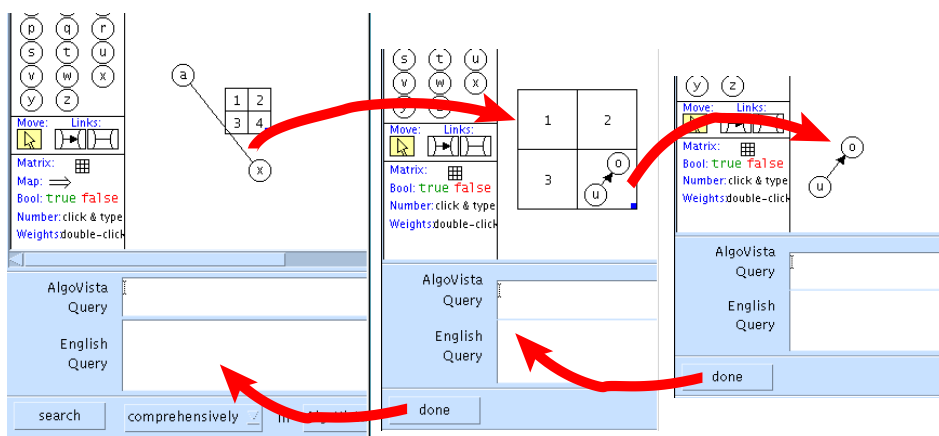 p q r
s t u
v w x
y z
Move: Links:
Matrix:
Map:
Bool: true false
Number: click & type
Weights: double-click
a
1 2
3 4
x
AlgoVista
Query
English
Query
search
comprehensively
in
s t u
v w x
y
Move: Links:
Matrix:
Bool: true false
Number: click & type
Weights: double-click
1 2
3
o
u
AlgoVista
Query
English
Query
done
y z
Move: Links:
Matrix:
Bool: true false
Number: click & type
Weights: double-click
o
u
AlgoVista
Query
English
Query
done